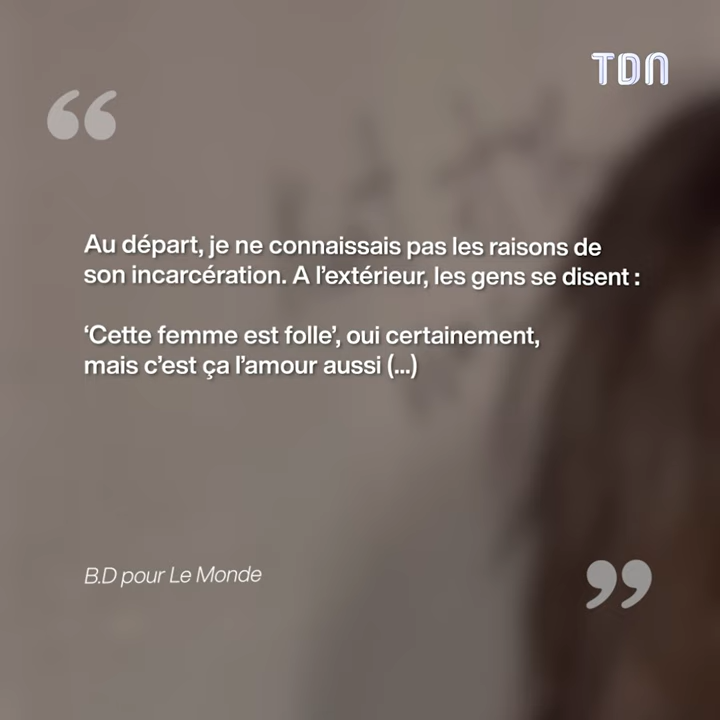 TDN
“
Au départ, je ne connaissais pas les raisons de
son incarcération. A l’extérieur, les gens se disent :
‘Cette femme est folle’, oui certainement,
mais c’est ça l’amour aussi (...)
B.D pour Le Monde
”